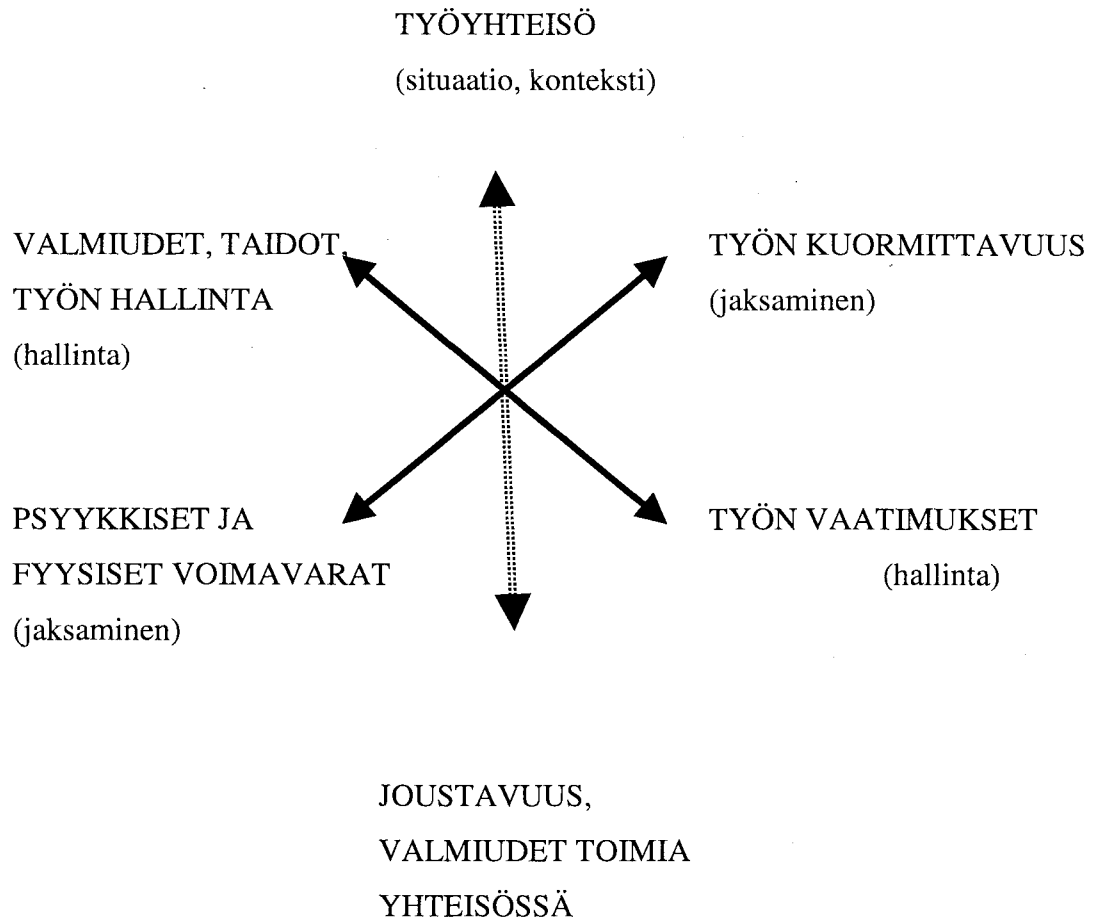 TYÖYHTEISÖ
(situaatio, konteksti)
VALMIUDET, TAIDOT,
TYÖN HALLINTA
(hallinta)
TYÖN KUORMITTAVUUS
(jaksaminen)
PSYYKKISET JA
FYYSISET VOIMAVARAT
(jaksaminen)
TYÖN VAATIMUKSET
(hallinta)
JOUSTAVUUS,
VALMIUDET TOIMIA
YHTEISÖSSÄ